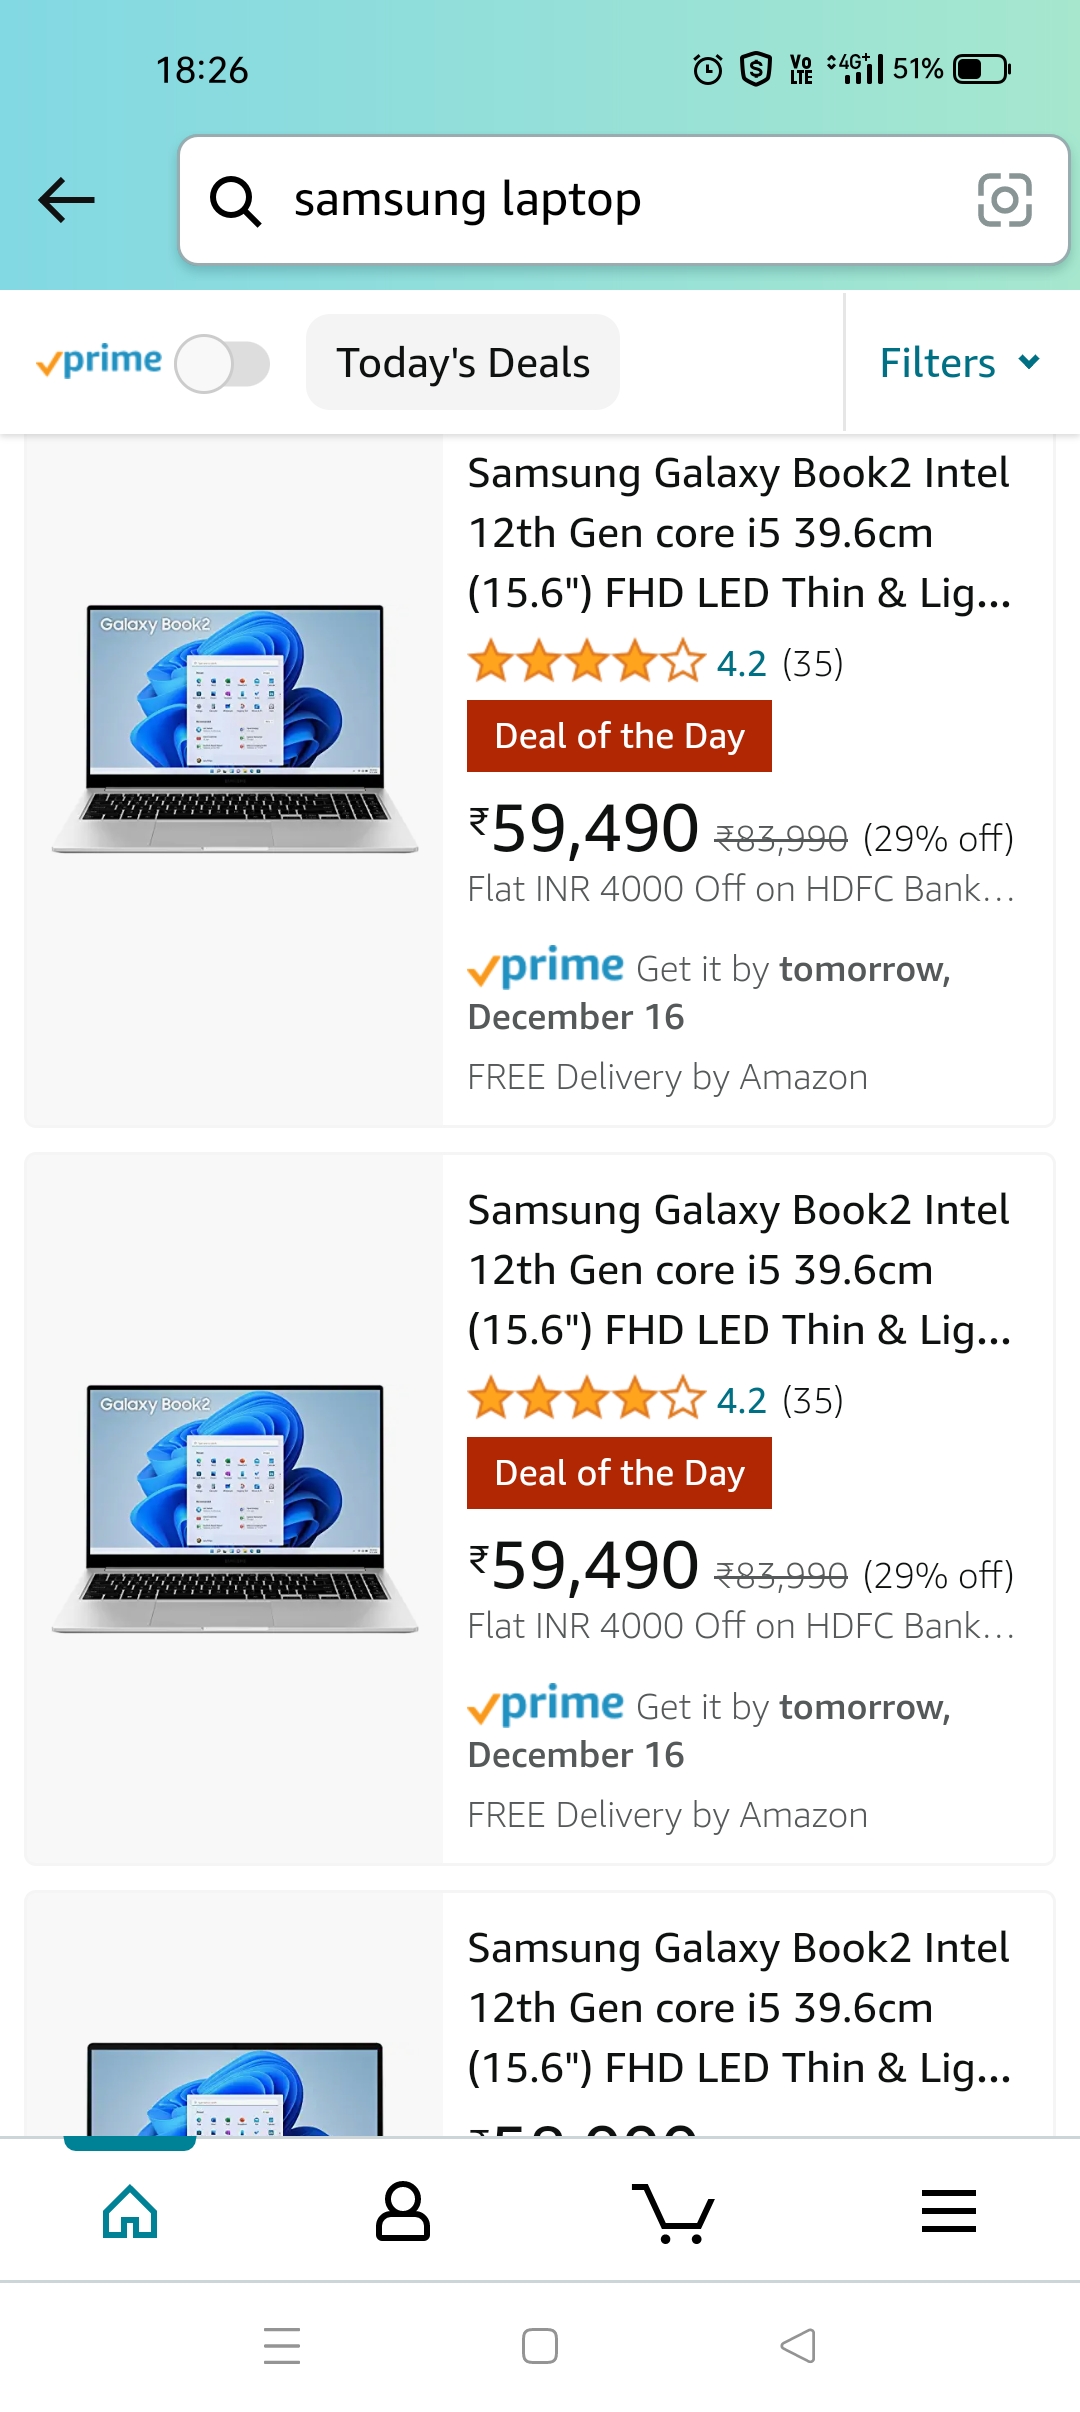 18:26
Vo LTE 4G+ 51%
samsung laptop
prime Today's Deals Filters
Samsung Galaxy Book2 Intel
12th Gen core i5 39.6cm
(15.6") FHD LED Thin & Lig...
Galaxy Book2
4.2 (35)
Deal of the Day
₹59,490 ₹83,990 (29% off)
Flat INR 4000 Off on HDFC Bank...
prime Get it by tomorrow,
December 16
FREE Delivery by Amazon
Samsung Galaxy Book2 Intel
12th Gen core i5 39.6cm
(15.6") FHD LED Thin & Lig...
Galaxy Book2
4.2 (35)
Deal of the Day
₹59,490 ₹83,990 (29% off)
Flat INR 4000 Off on HDFC Bank...
prime Get it by tomorrow,
December 16
FREE Delivery by Amazon
Samsung Galaxy Book2 Intel
12th Gen core i5 39.6cm
(15.6") FHD LED Thin & Lig...